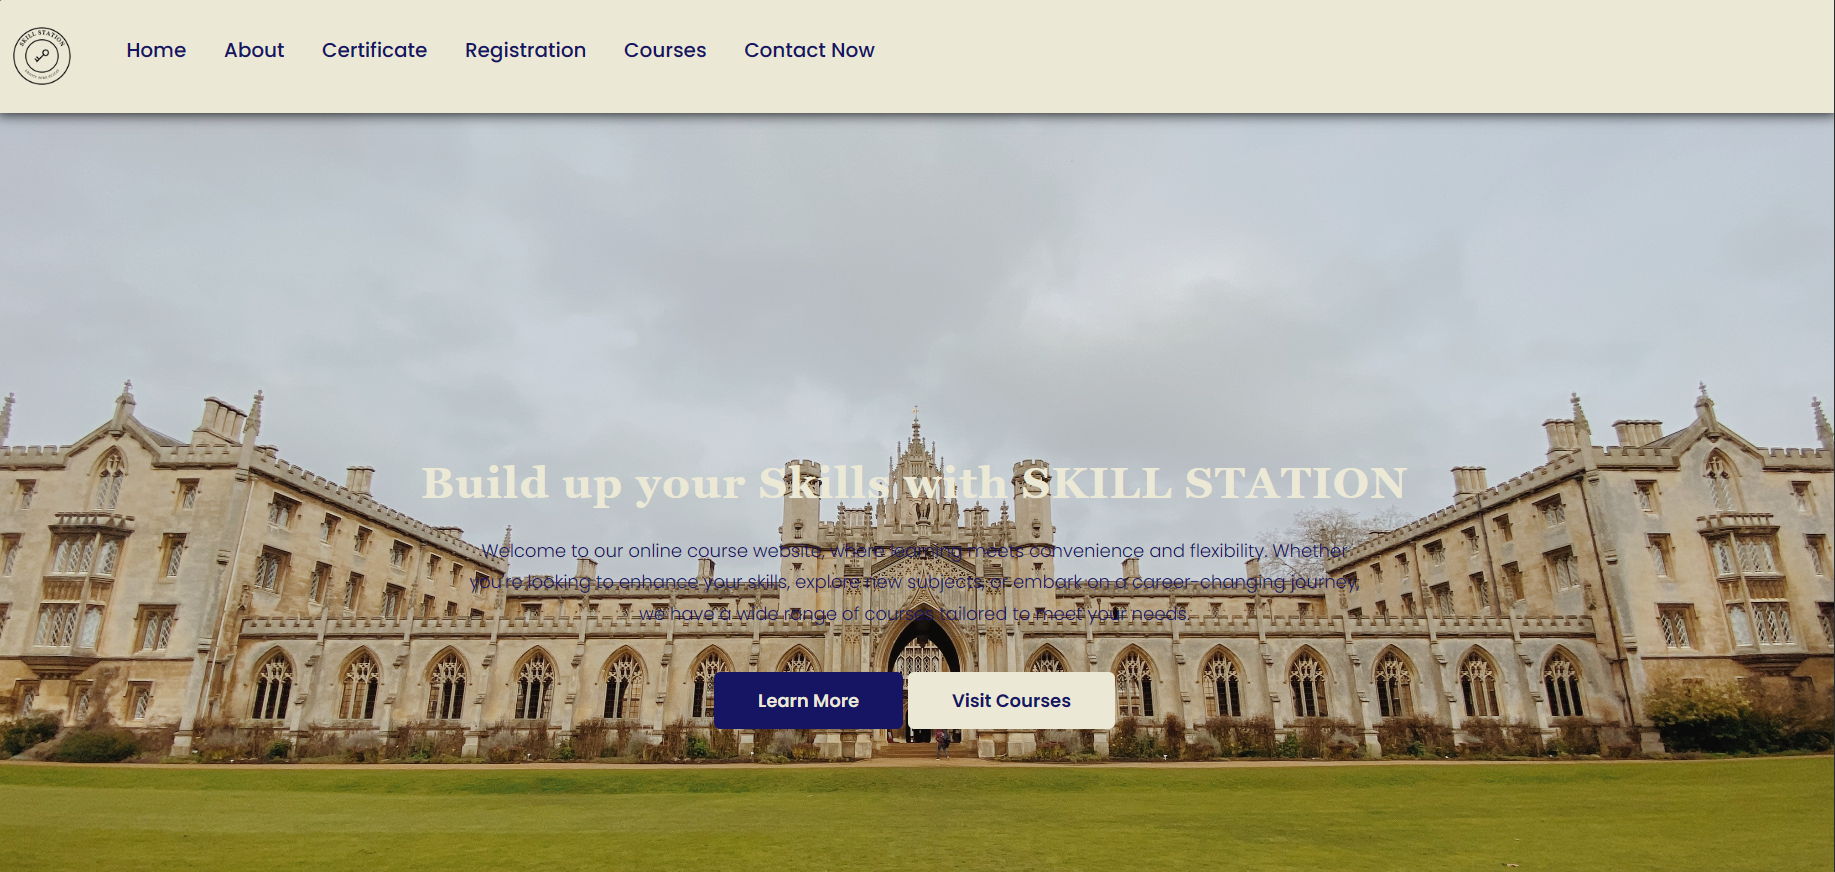 SKILL STATION
Home About Certificate Registration Courses Contact Now
Build up your Skills with SKILL STATION
Welcome to our online course website, where learning meets convenience and flexibility. Whether
you're looking to enhance your skills, explore new subjects, or embark on a career-changing journey,
we have a wide range of courses tailored to meet your needs.
Learn More Visit Courses